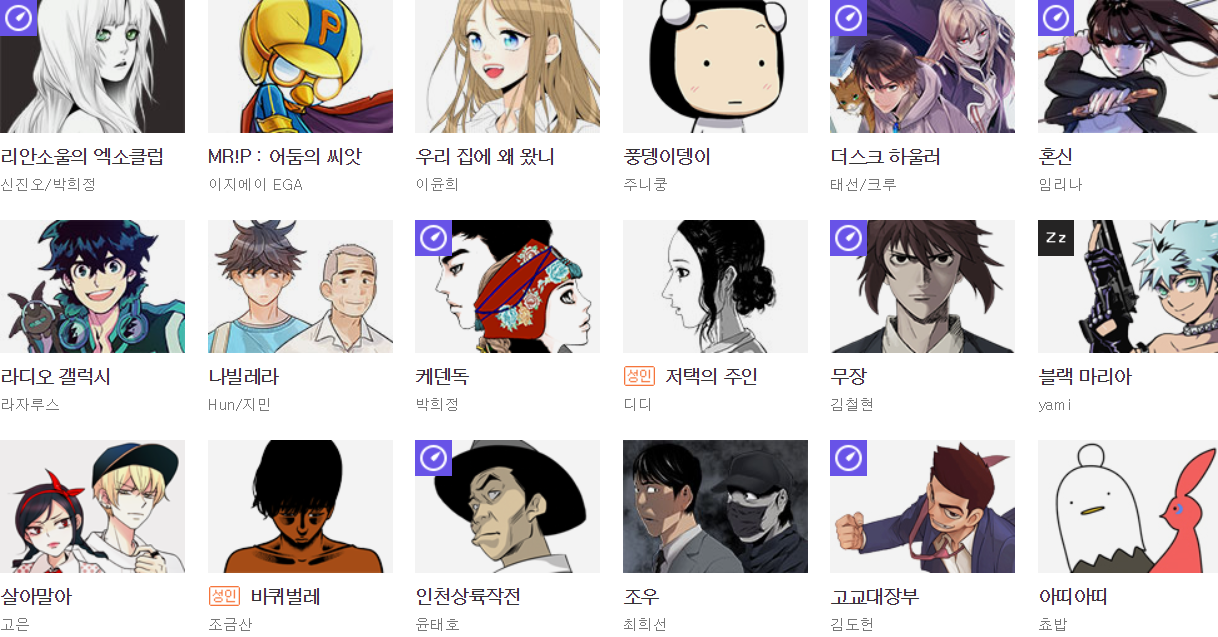 P
리안소울의 엑소클럽
MR!P : 어둠의 씨앗
우리 집에 왜 왔니
풍뎅이뎅이
더스크 하울러
혼신
신진오/박희정
이지에이 EGA
이윤희
주니쿵
태선/크루
임리나
Zz
라디오 갤럭시
나빌레라
케덴독
성인 저택의 주인
무장
블랙 마리아
라자루스
Hun/지민
박희정
디디
김철현
yami
살아말아
성인 바퀴벌레
인천상륙작전
조우
고교대장부
아띠아띠
고은
조금산
윤태호
최희선
김도헌
쵸밥